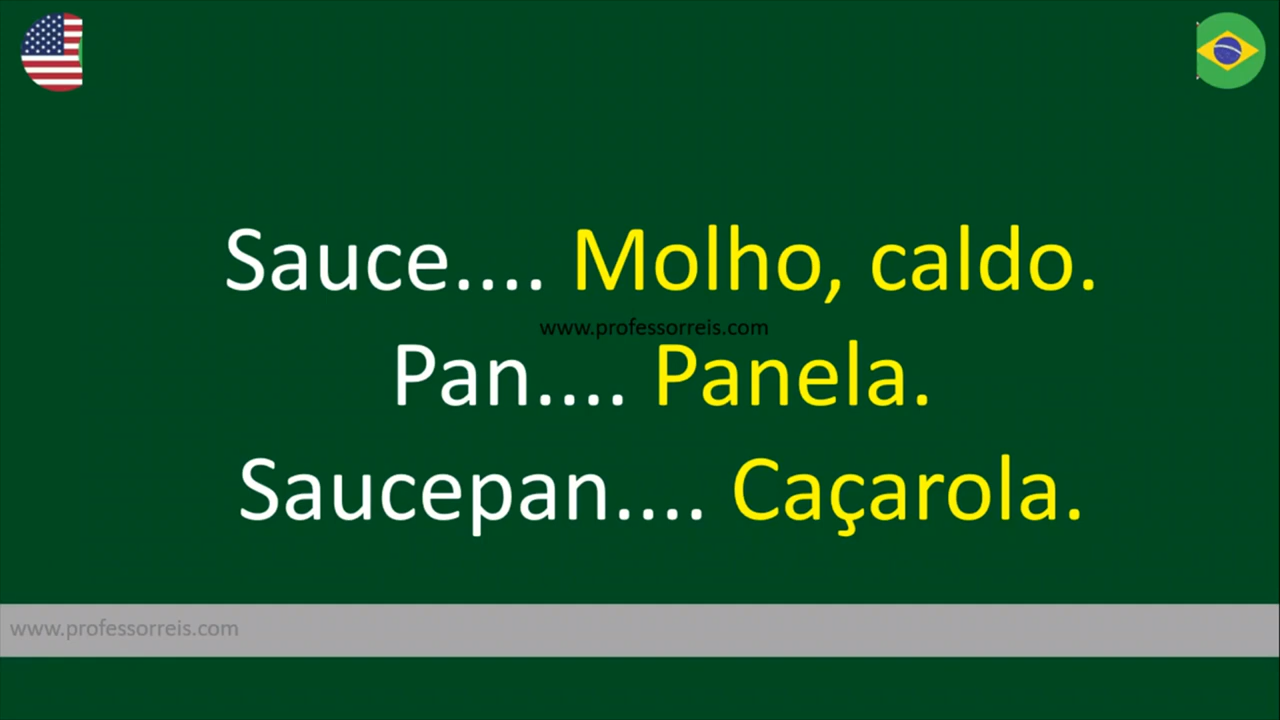 Sauce.... Molho, caldo.
www.professorreis.com
Pan.... Panela.
Saucepan.... Caçarola.
www.professorreis.com